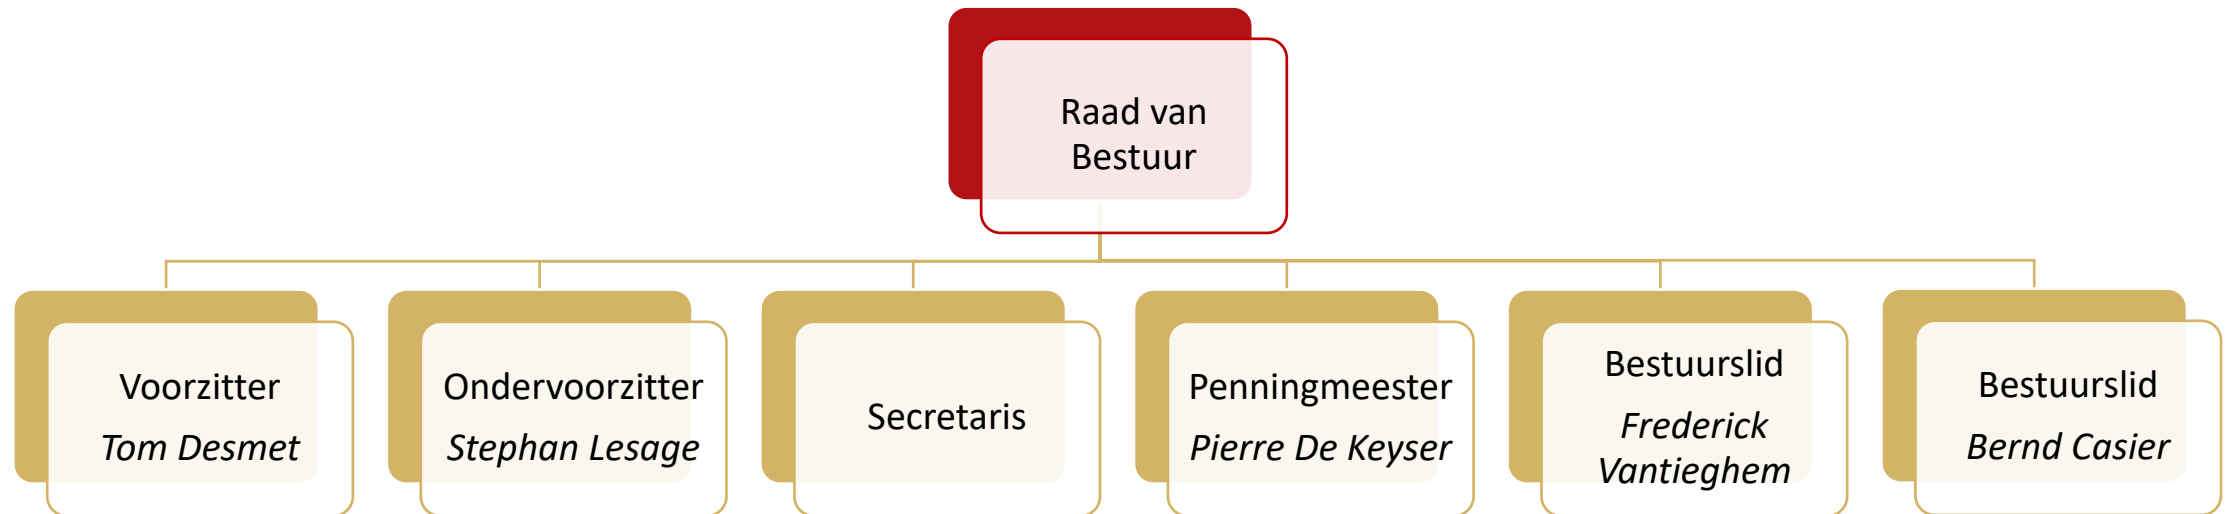 Raad van
Bestuur
Voorzitter
Tom Desmet
Ondervoorzitter
Stephan Lesage
Secretaris
Penningmeester
Pierre De Keyser
Bestuurslid
Frederick
Vantieghem
Bestuurslid
Bernd Casier